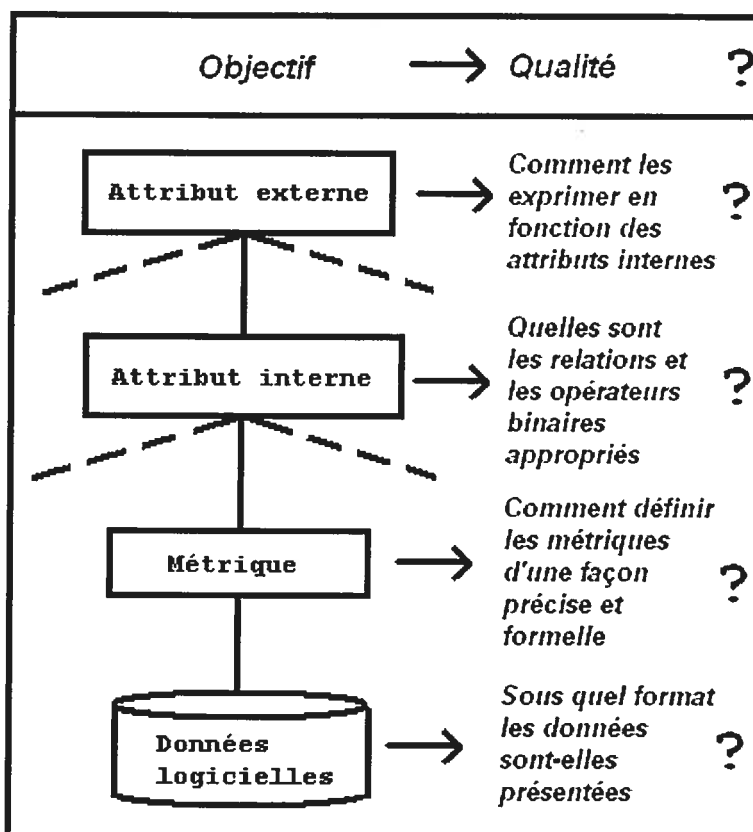 Objectif → Qualité ?
Attribut externe
Comment les
exprimer en
fonction des
attributs internes
?
Attribut interne
Quelles sont
les relations et
les opérateurs
binaires
appropriés
?
Métrique
Comment définir
les métriques
d'une façon
précise et
formelle
?
Données
logicielles
Sous quel format
les données
sont-elles
présentées
?